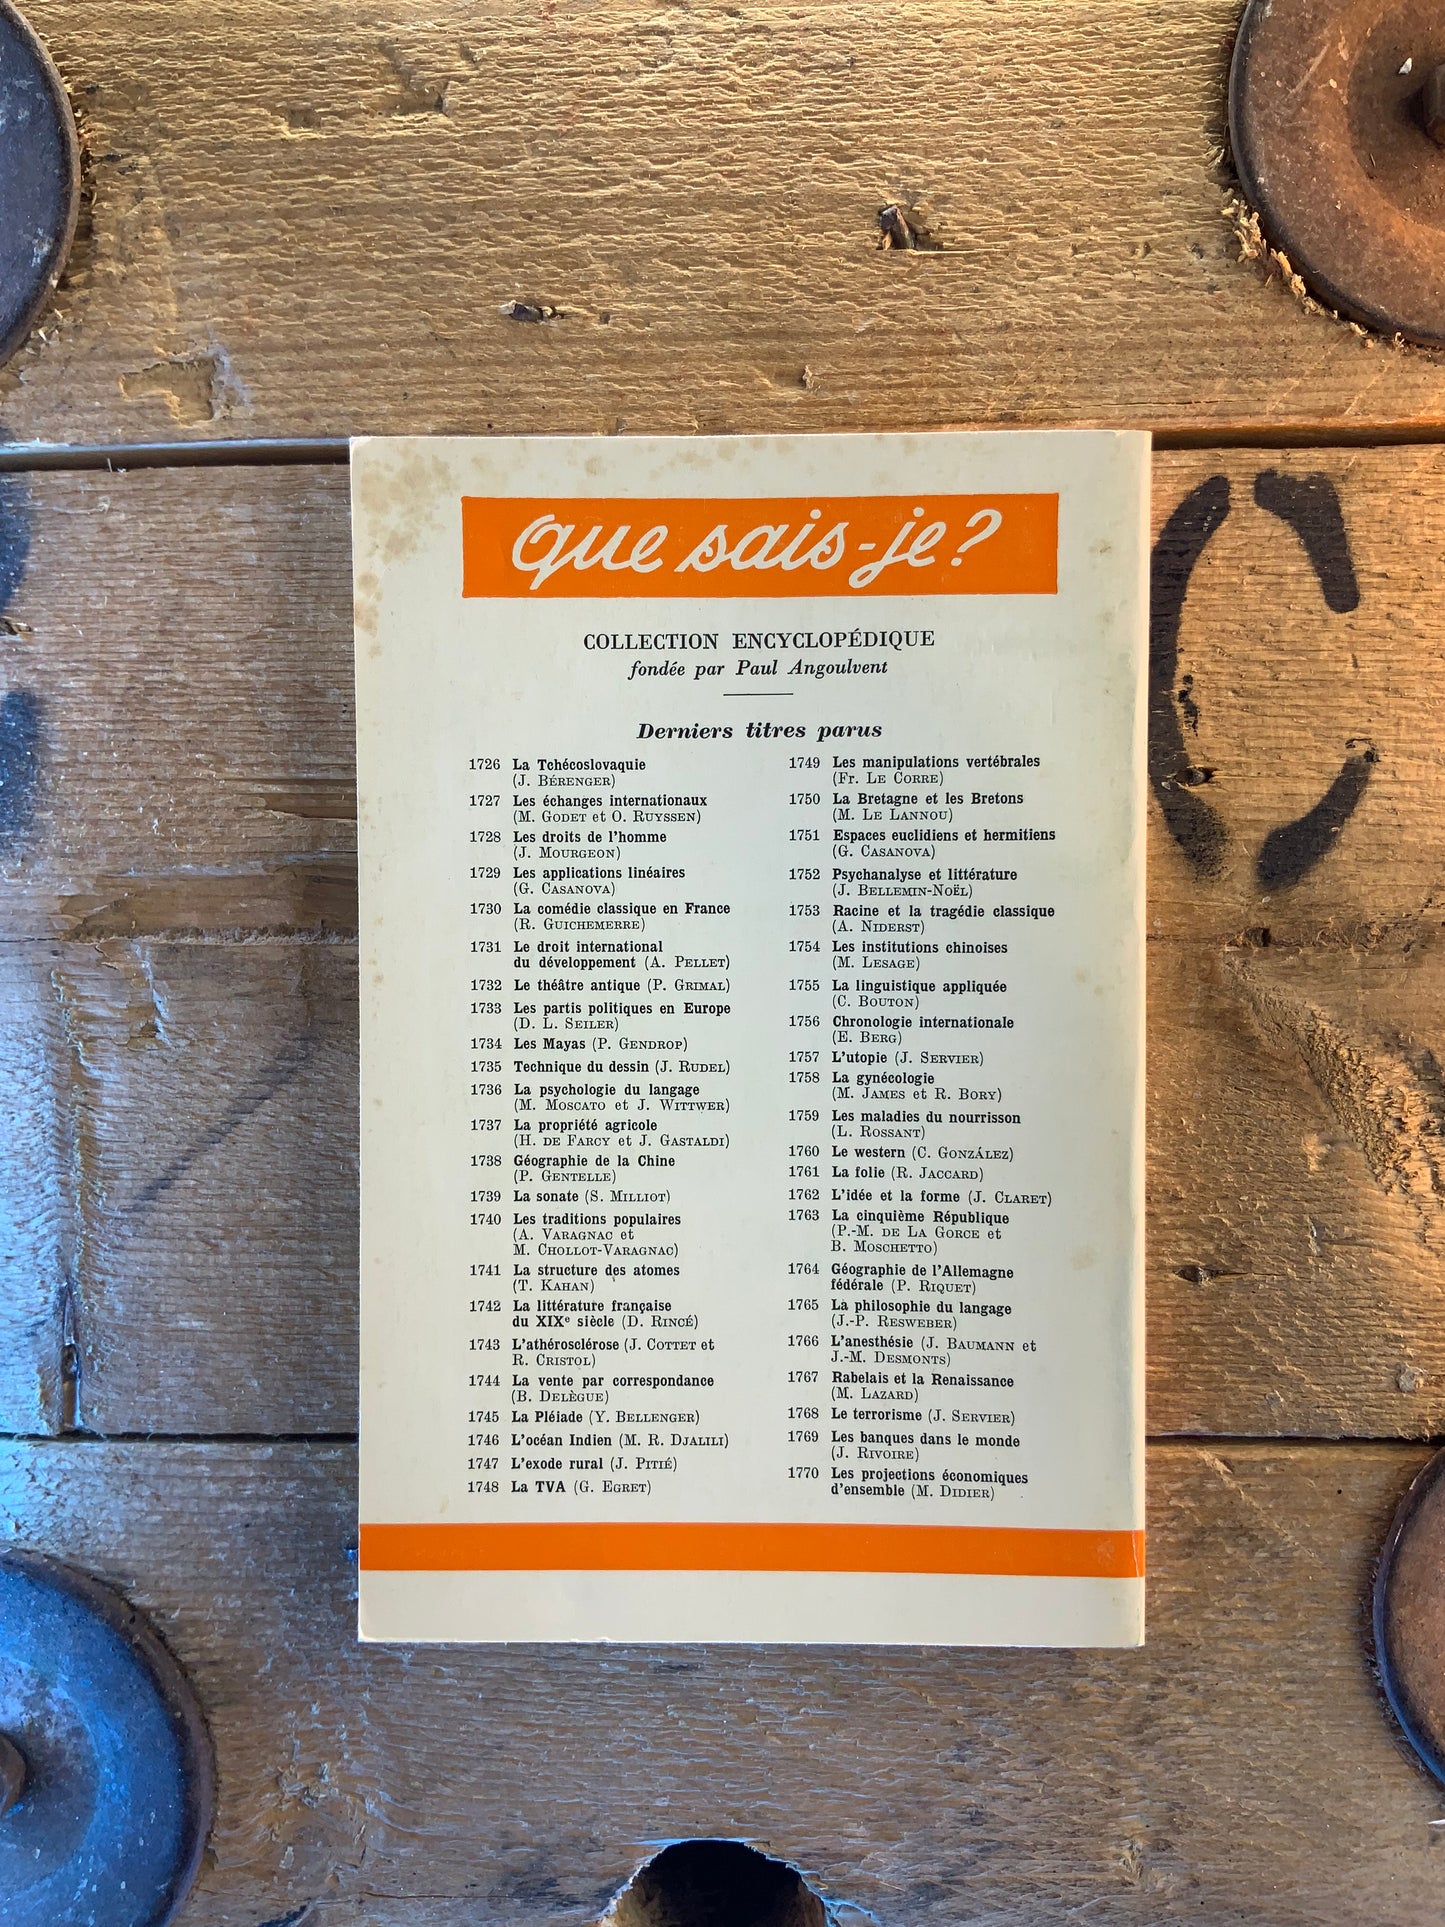 que sais-je?
COLLECTION ENCYCLOPÉDIQUE
fondée par Paul Angoulvent
Derniers titres parus
1726 La Tchécoslovaquie
(J. BÉRENGER)
1727 Les échanges internationaux
(M. GODET et O. RUYSSEN)
1728 Les droits de l'homme
(J. MOURGEON)
1729 Les applications linéaires
(G. CASANOVA)
1730 La comédie classique en France
(R. GUICHEMERRE)
1731 Le droit international
du développement (A. PELLET)
1732 Le théâtre antique (P. GRIMAL)
1733 Les partis politiques en Europe
(D. L. SEILER)
1734 Les Mayas (P. GENDROP)
1735 Technique du dessin (J. RUDEL)
1736 La psychologie du langage
(M. MOSCATO et J. WITTWER)
1737 La propriété agricole
(H. DE FARCY et J. GASTALDI)
1738 Géographie de la Chine
(P. GENTELLE)
1739 La sonate (S. MILLIOT)
1740 Les traditions populaires
(A. VARAGNAC et
M. CHOLLOT-VARAGNAC)
1741 La structure des atomes
(T. KAHAN)
1742 La littérature française
du XIXe siècle (D. RINCÉ)
1743 L'athérosclérose (J. COTTET et
R. CRISTOL)
1744 La vente par correspondance
(B. DELÈGUE)
1745 La Pléiade (Y. BELLENGER)
1746 L'océan Indien (M. R. DJALILI)
1747 L'exode rural (J. PITIÉ)
1748 La TVA (G. EGRET)
1749 Les manipulations vertébrales
(Fr. LE CORRE)
1750 La Bretagne et les Bretons
(M. LE LANNOU)
1751 Espaces euclidiens et hermitiens
(G. CASANOVA)
1752 Psychanalyse et littérature
(J. BELLEMIN-NOËL)
1753 Racine et la tragédie classique
(A. NIDERST)
1754 Les institutions chinoises
(M. LESAGE)
1755 La linguistique appliquée
(C. BOUTON)
1756 Chronologie internationale
(E. BERG)
1757 L'utopie (J. SERVIER)
1758 La gynécologie
(M. JAMES et R. BORY)
1759 Les maladies du nourrisson
(L. ROSSANT)
1760 Le western (C. GONZÁLEZ)
1761 La folie (R. JACCARD)
1762 L'idée et la forme (J. CLARET)
1763 La cinquième République
(P.-M. DE LA GORCE et
B. MOSCHETTO)
1764 Géographie de l'Allemagne
fédérale (P. RIQUET)
1765 La philosophie du langage
(J.-P. RESWEBER)
1766 L'anesthésie (J. BAUMANN et
J.-M. DESMONTS)
1767 Rabelais et la Renaissance
(M. LAZARD)
1768 Le terrorisme (J. SERVIER)
1769 Les banques dans le monde
(J. RIVOIRE)
1770 Les projections économiques
d'ensemble (M. DIDIER)